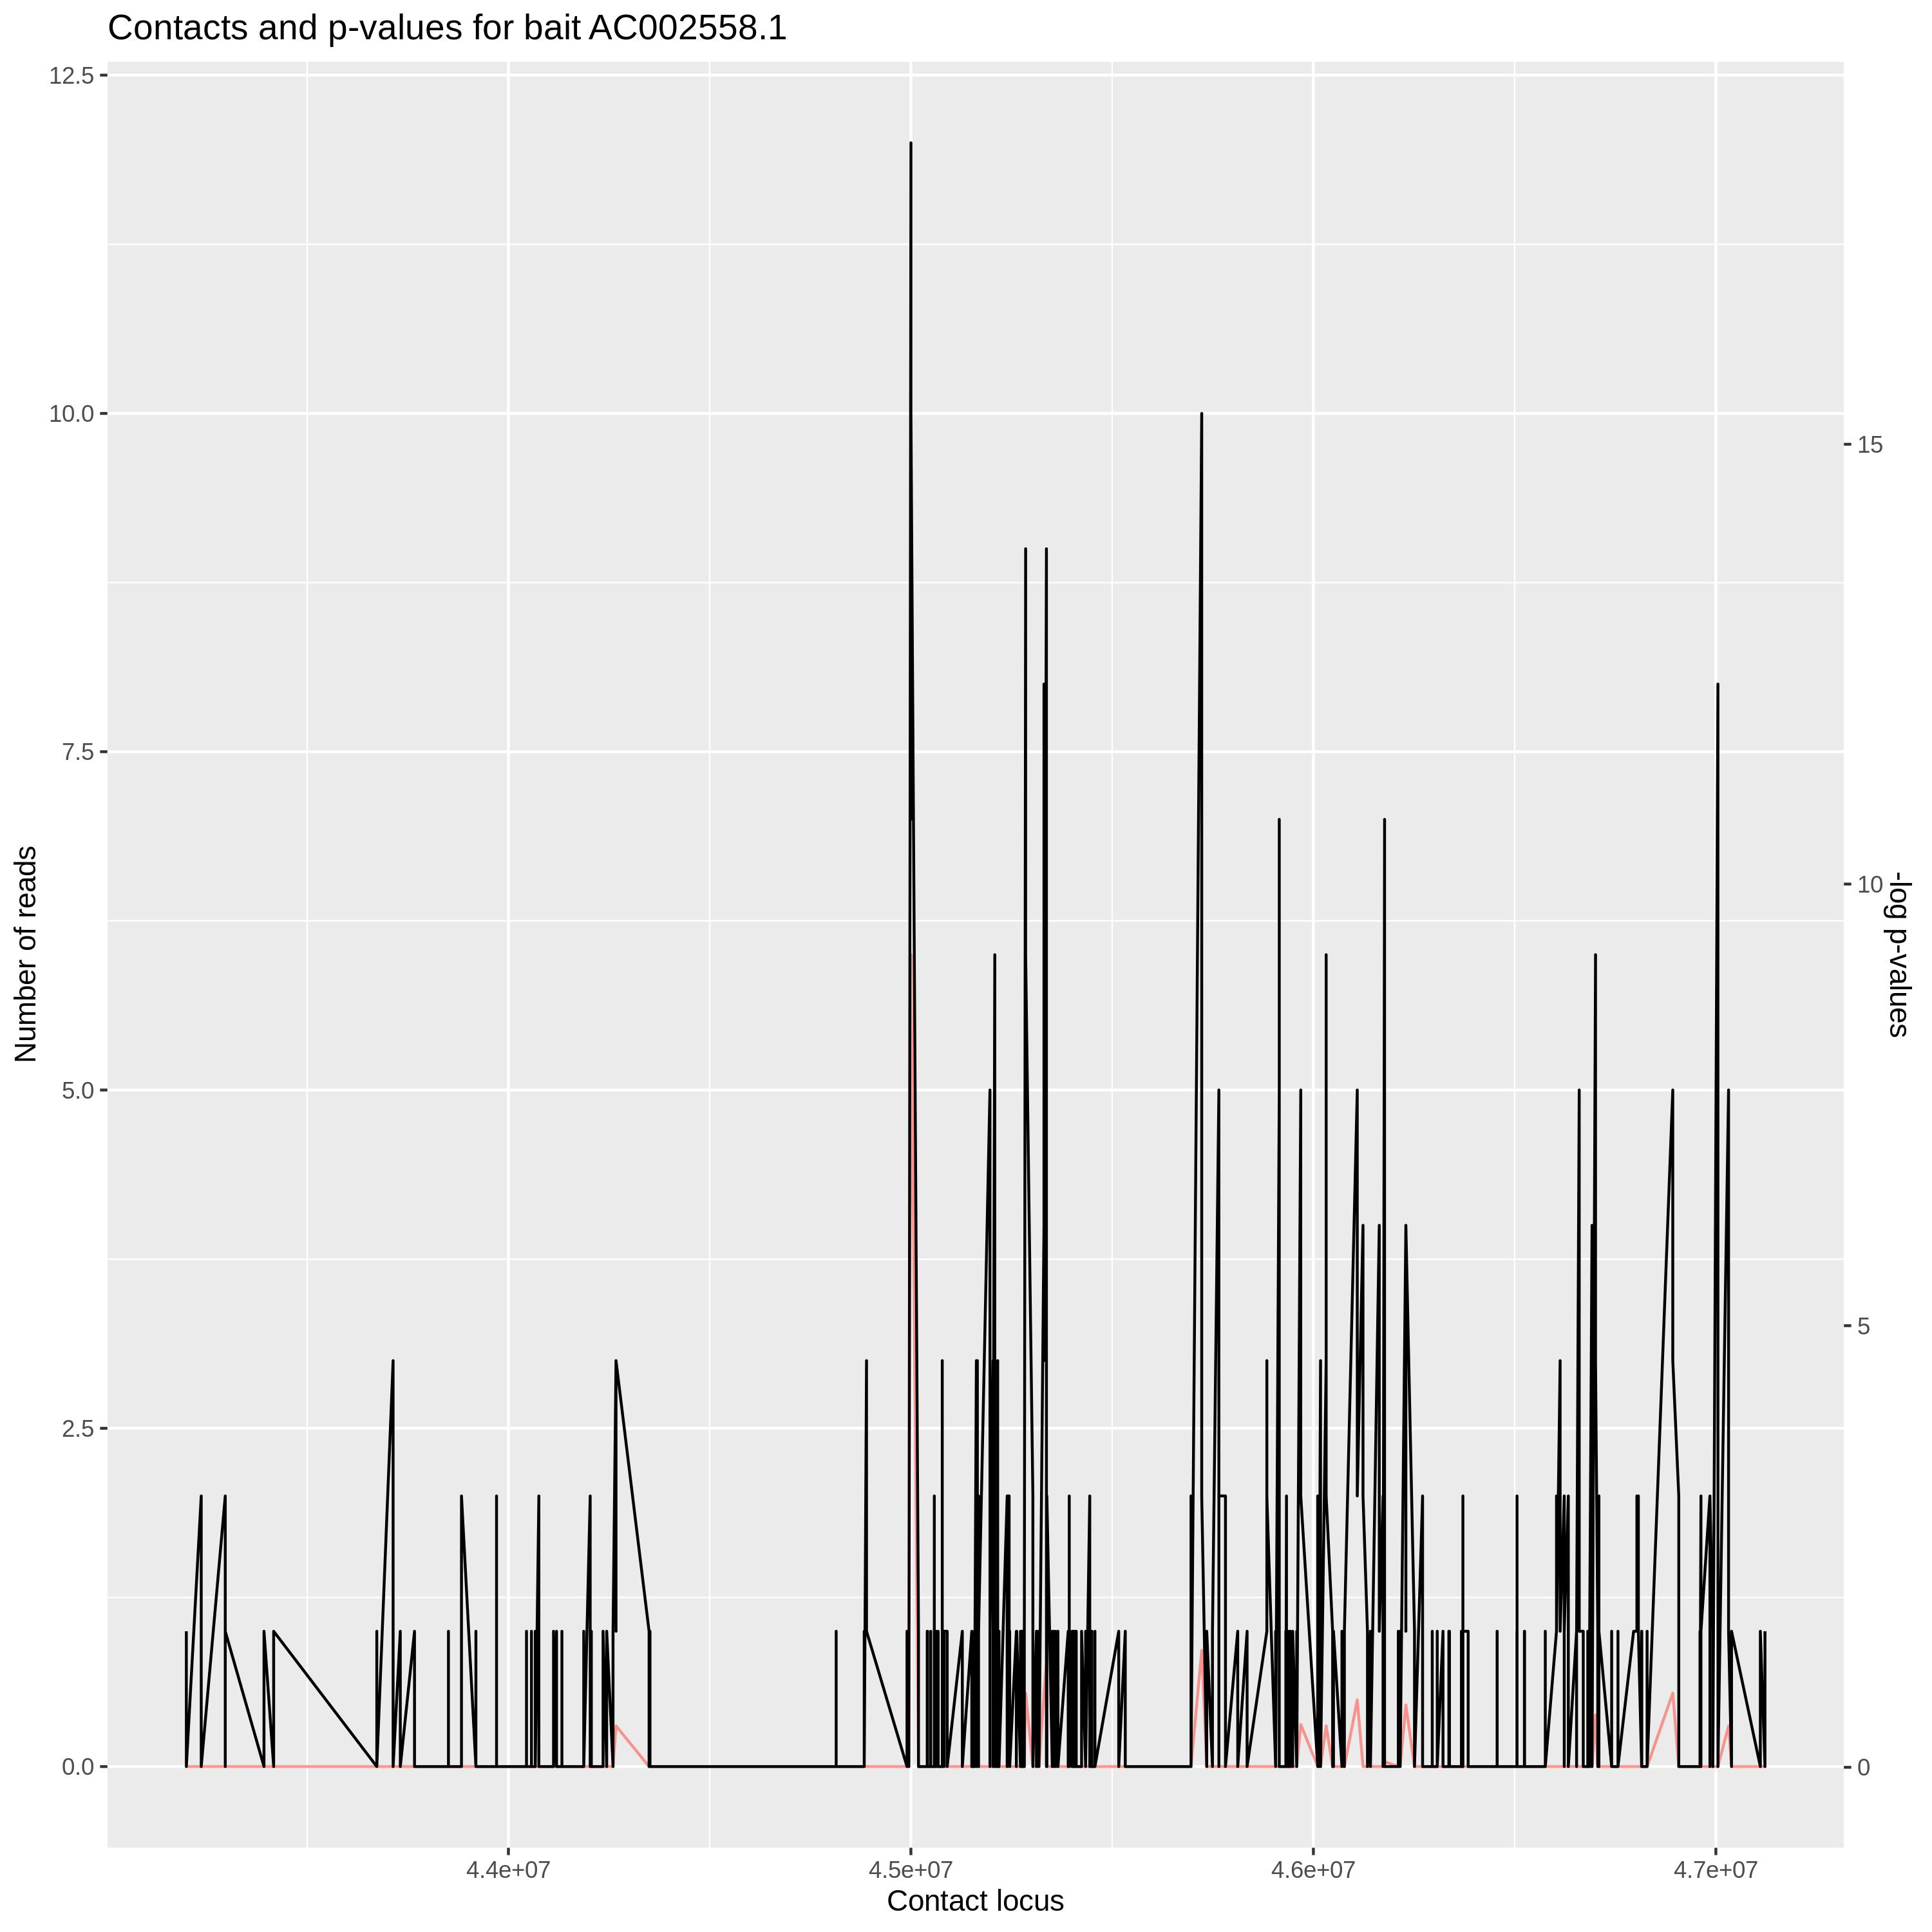 Contacts and p-values for bait AC002558.1
12.5
10.0
7.5
5.0
2.5
0.0
Number of reads
15
10
5
0
-log p-values
4.4e+07
4.5e+07
4.6e+07
4.7e+07
Contact locus